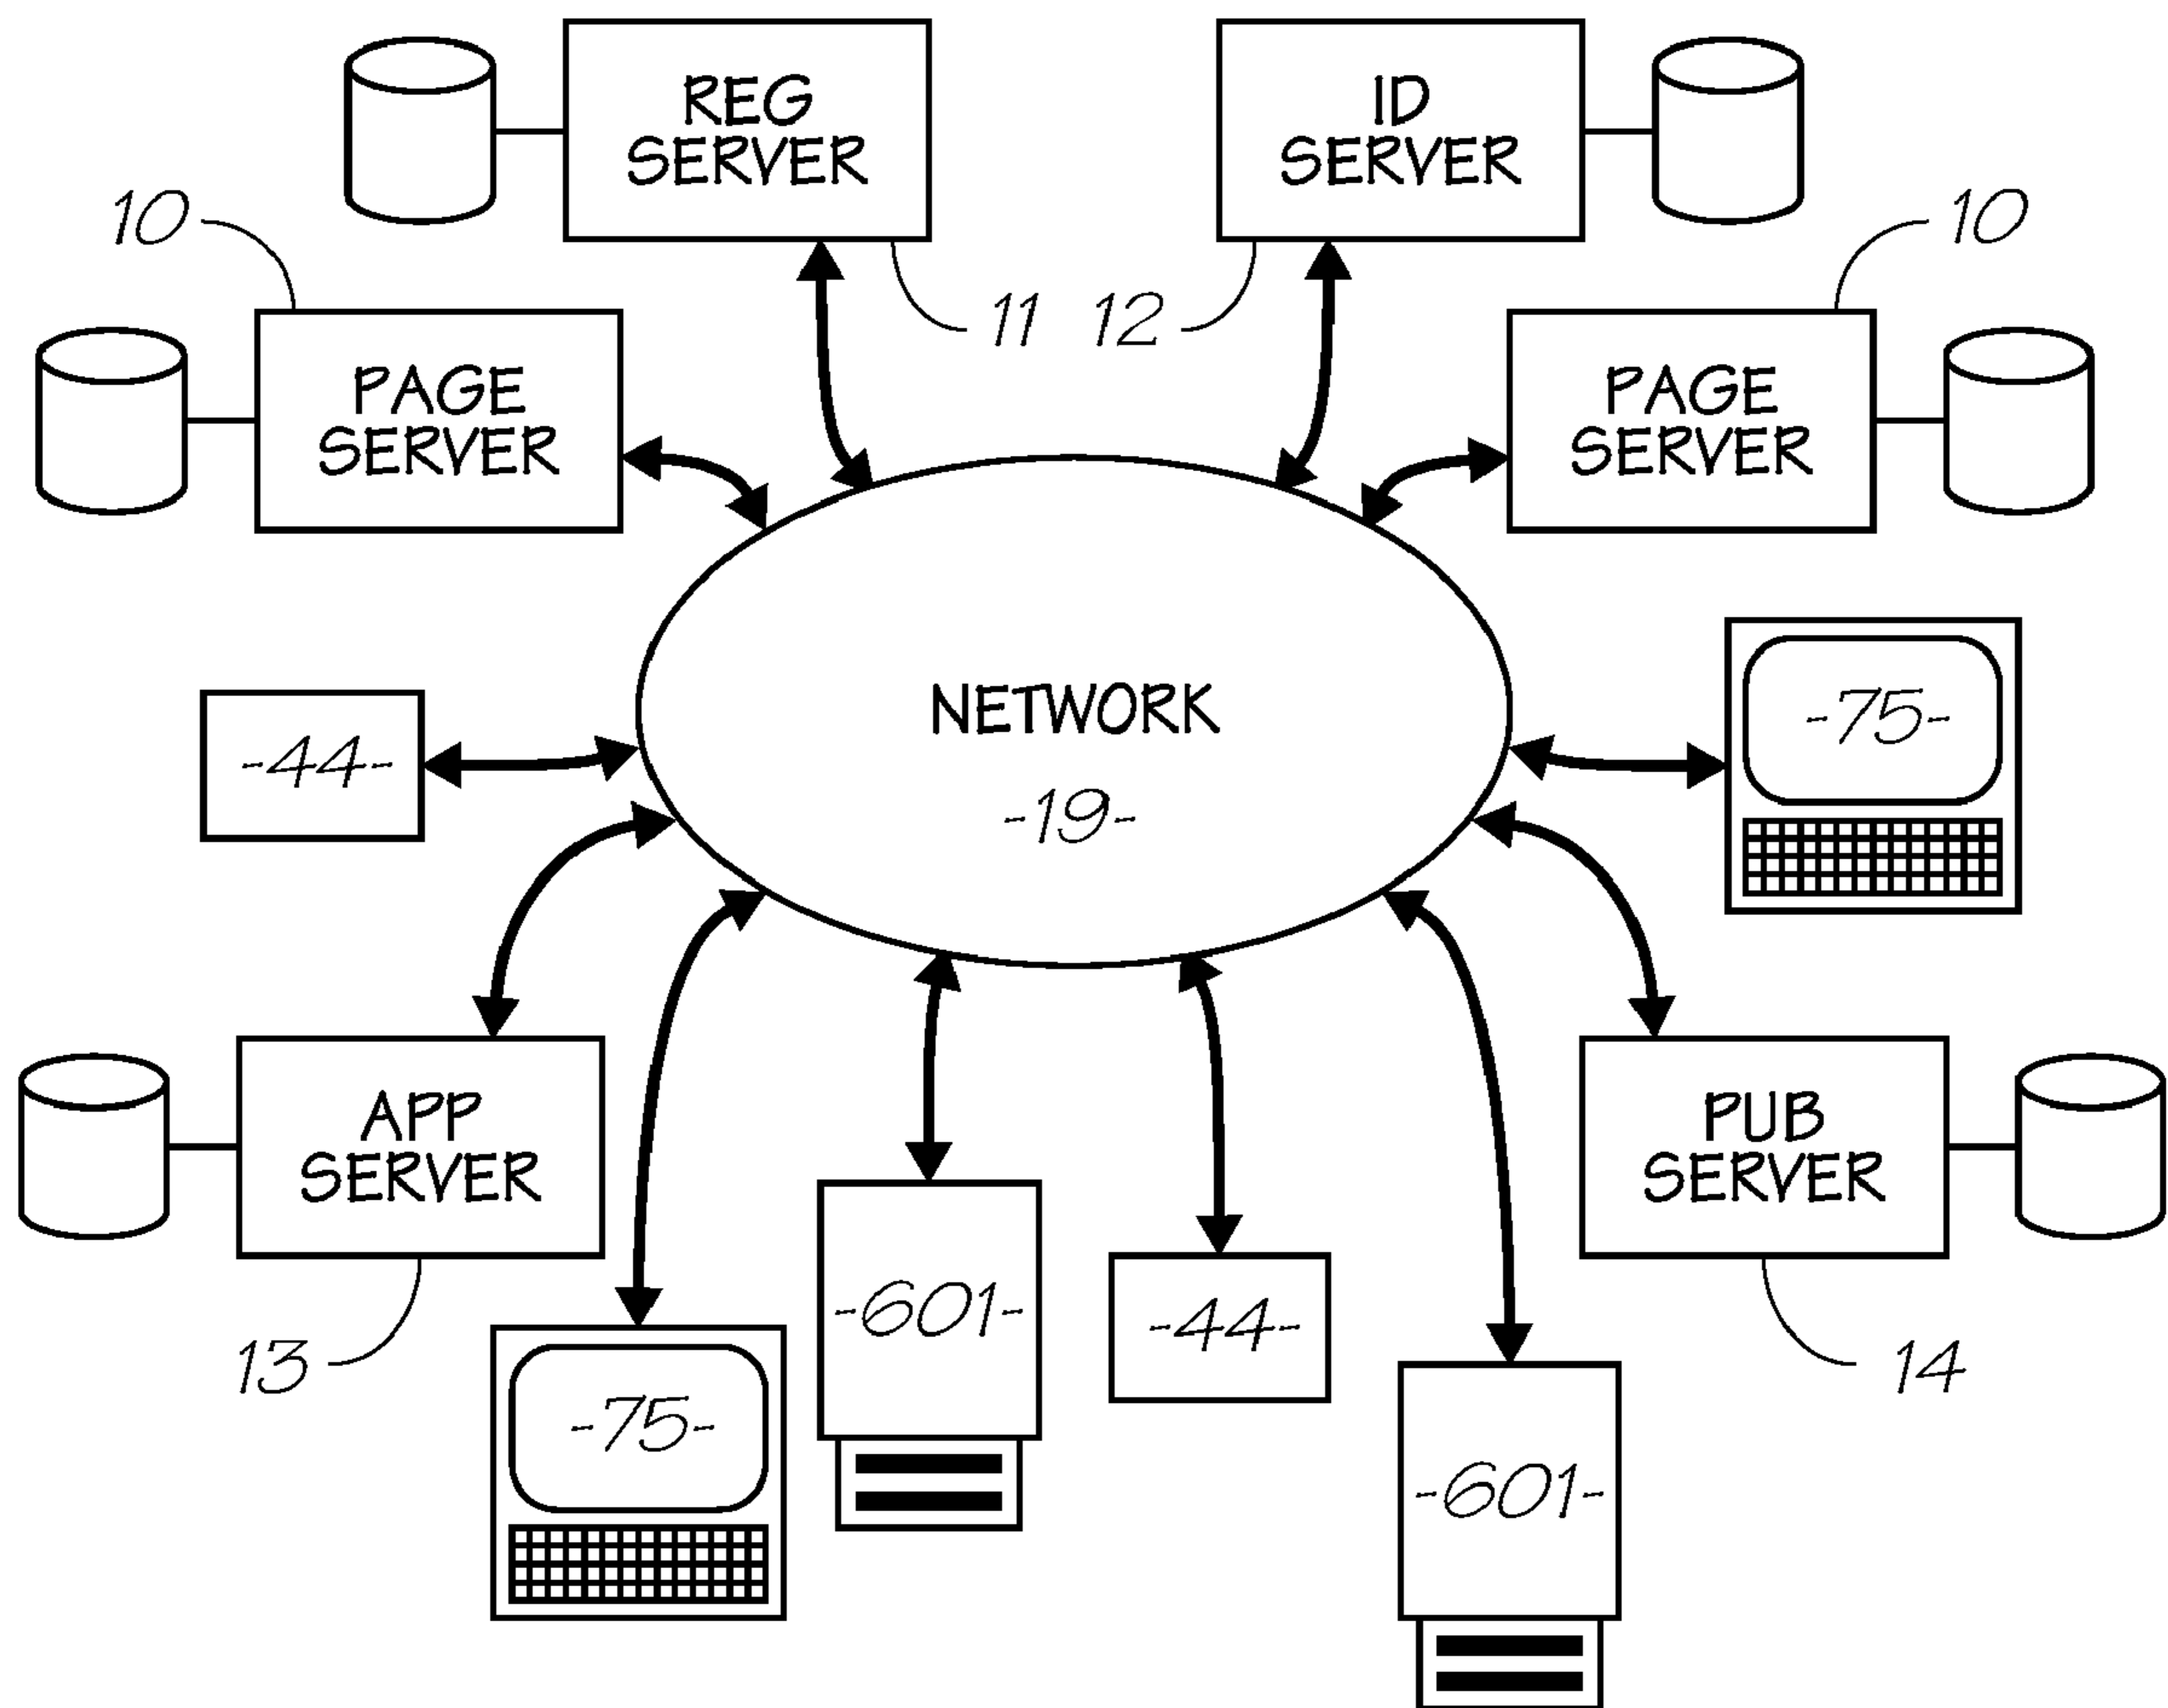 REG
SERVER
ID
SERVER
10
10
11
12
PAGE
SERVER
PAGE
SERVER
NETWORK
-19-
-75-
-44-
APP
SERVER
PUB
SERVER
-601-
-44-
13
14
-75-
-601-